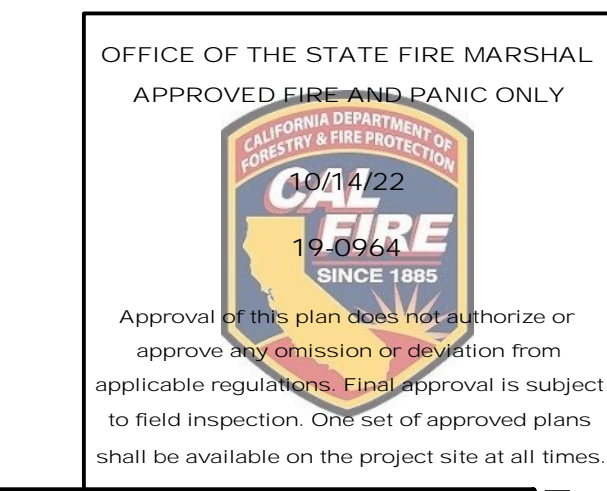 OFFICE OF THE STATE FIRE MARSHAL
APPROVED FIRE AND PANIC ONLY
CALIFORNIA DEPARTMENT OF
FORESTRY & FIRE PROTECTION
10/14/22
CAL
19-0964
FIRE
SINCE 1885
Approval of this plan does not authorize or
approve any omission or deviation from
applicable regulations. Final approval is subject
to field inspection. One set of approved plans
shall be available on the project site at all times.